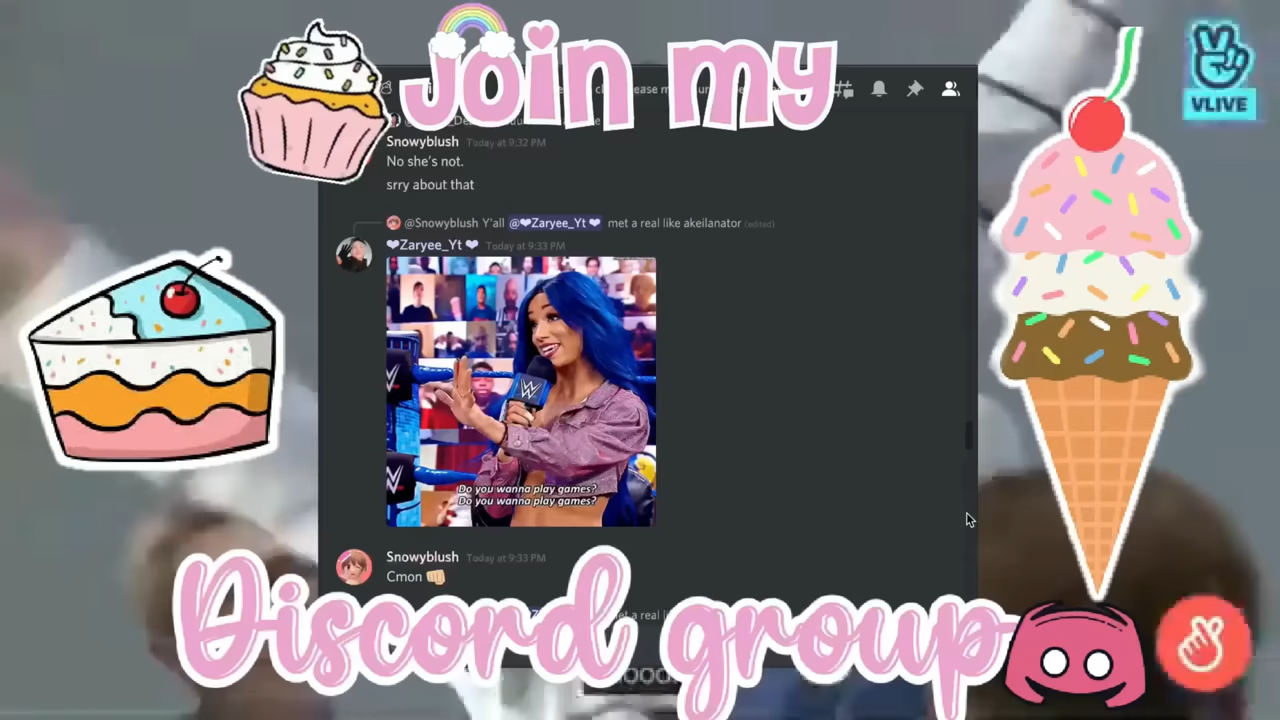 Join my
VLIVE
Snowyblush Today at 9:32 PM
No she's not.
srry about that
@Snowyblush Y'all @❤Zaryee_Yt ❤ met a real like akeilanator (edited)
❤Zaryee_Yt ❤ Today at 9:33 PM
W
W
Do you wanna play games?
Do you wanna play games?
W
Snowyblush Today at 9:33 PM
Cmon 👊🏼
Discord group